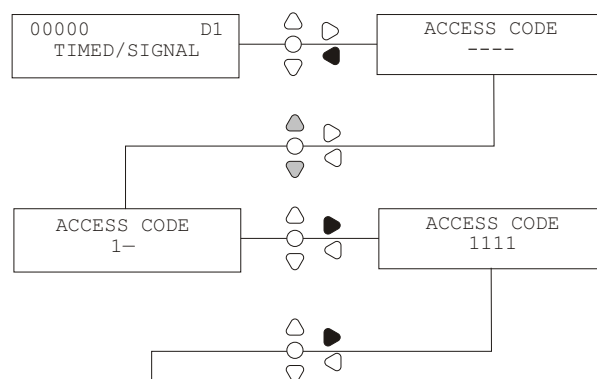 00000 D1
TIMED/SIGNAL
ACCESS CODE
----
ACCESS CODE
1—
ACCESS CODE
1111